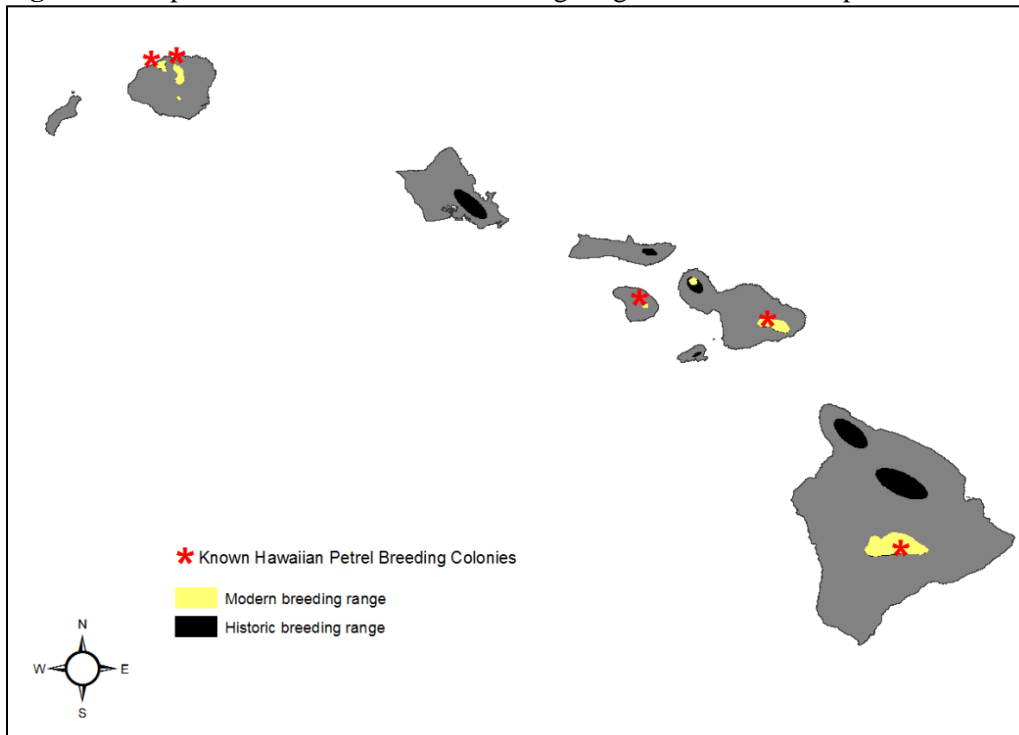 Known Hawaiian Petrel Breeding Colonies
Modern breeding range
Historic breeding range
N
W E
S